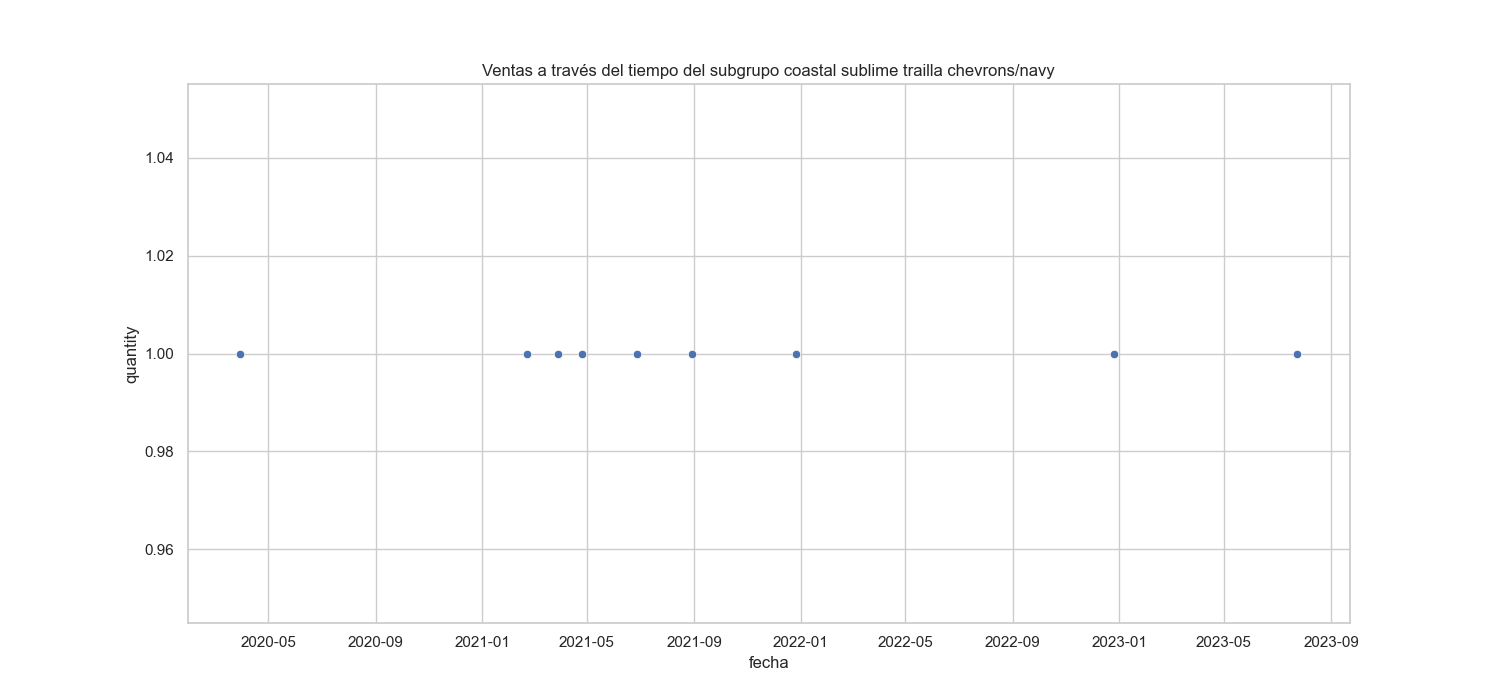 Ventas a través del tiempo del subgrupo coastal sublime trailla chevrons/navy
1.04
1.02
1.00
0.98
0.96
quantity
2020-05 2020-09 2021-01 2021-05 2021-09 2022-01 2022-05 2022-09 2023-01 2023-05 2023-09
fecha